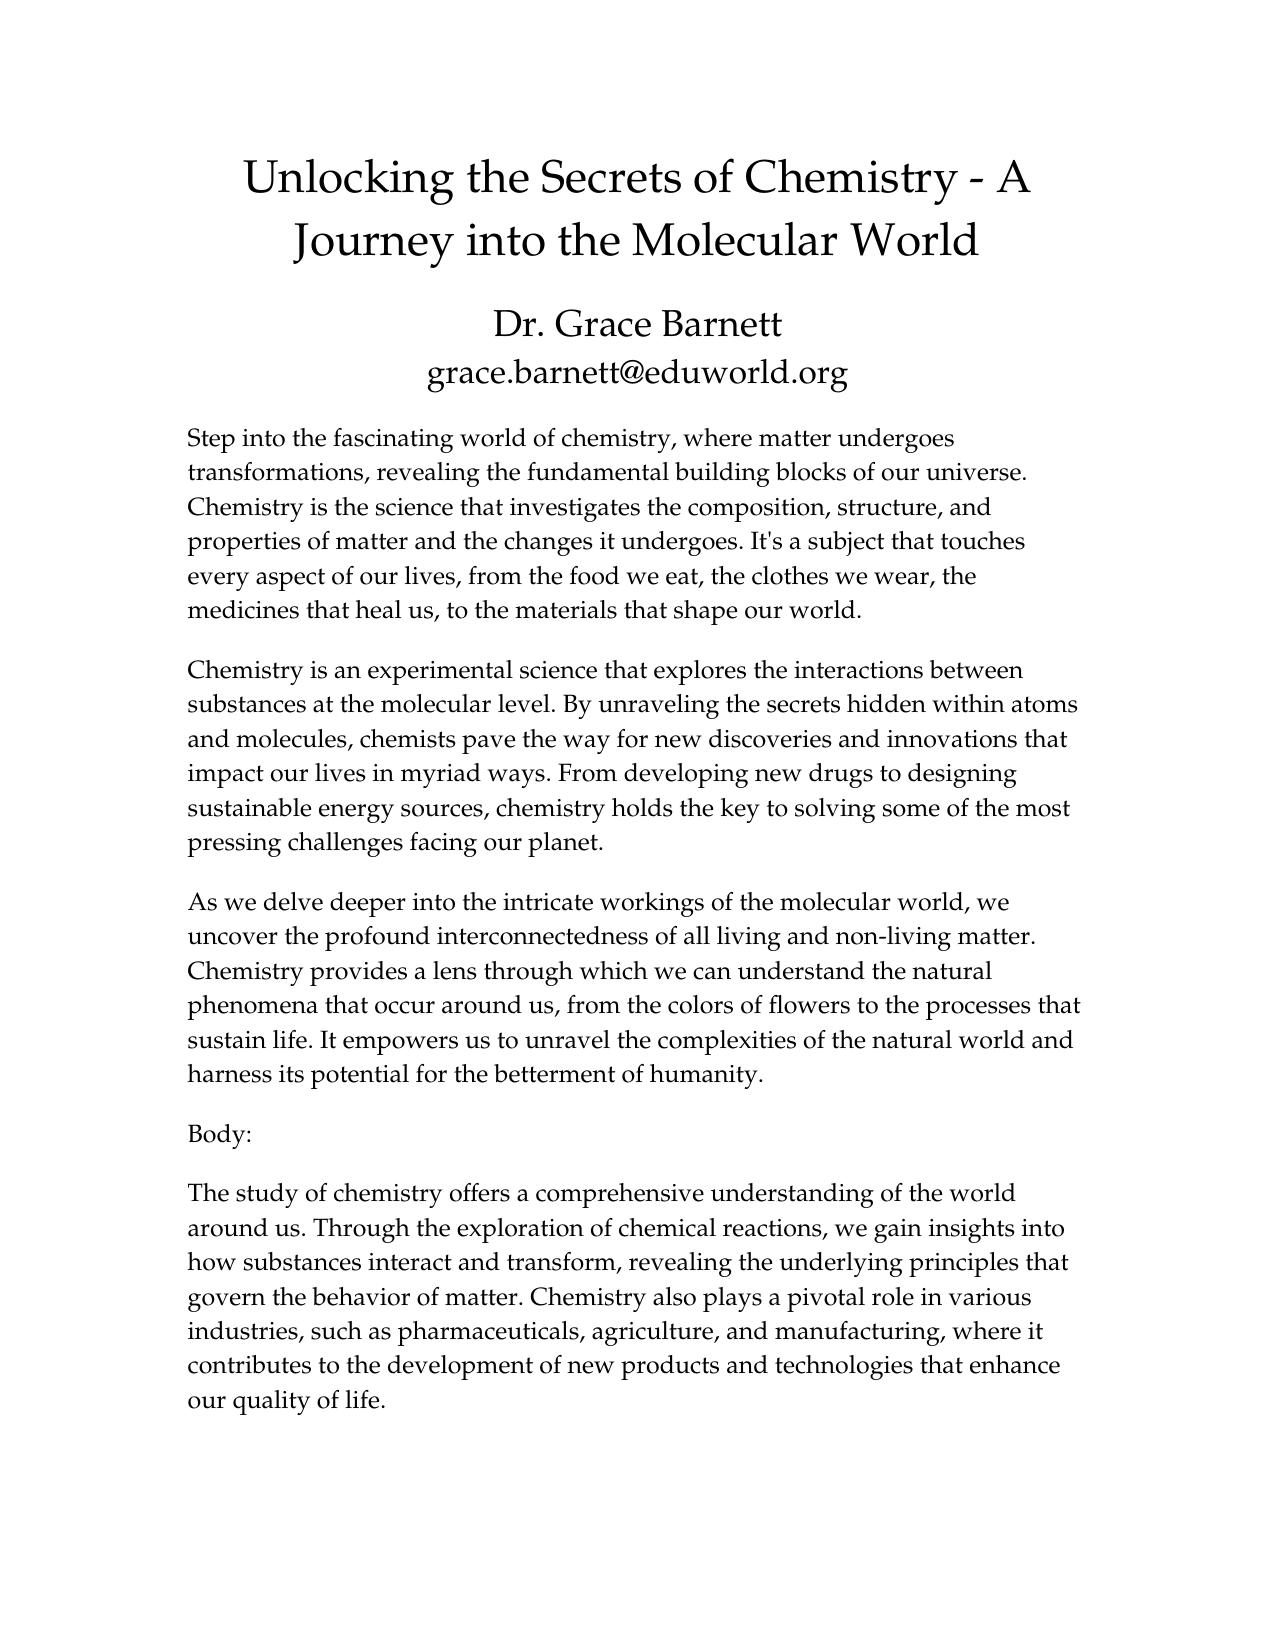 Unlocking the Secrets of Chemistry - A
Journey into the Molecular World
Dr. Grace Barnett
grace.barnett@eduworld.org
Step into the fascinating world of chemistry, where matter undergoes
transformations, revealing the fundamental building blocks of our universe.
Chemistry is the science that investigates the composition, structure, and
properties of matter and the changes it undergoes. It's a subject that touches
every aspect of our lives, from the food we eat, the clothes we wear, the
medicines that heal us, to the materials that shape our world.
Chemistry is an experimental science that explores the interactions between
substances at the molecular level. By unraveling the secrets hidden within atoms
and molecules, chemists pave the way for new discoveries and innovations that
impact our lives in myriad ways. From developing new drugs to designing
sustainable energy sources, chemistry holds the key to solving some of the most
pressing challenges facing our planet.
As we delve deeper into the intricate workings of the molecular world, we
uncover the profound interconnectedness of all living and non-living matter.
Chemistry provides a lens through which we can understand the natural
phenomena that occur around us, from the colors of flowers to the processes that
sustain life. It empowers us to unravel the complexities of the natural world and
harness its potential for the betterment of humanity.
Body:
The study of chemistry offers a comprehensive understanding of the world
around us. Through the exploration of chemical reactions, we gain insights into
how substances interact and transform, revealing the underlying principles that
govern the behavior of matter. Chemistry also plays a pivotal role in various
industries, such as pharmaceuticals, agriculture, and manufacturing, where it
contributes to the development of new products and technologies that enhance
our quality of life.